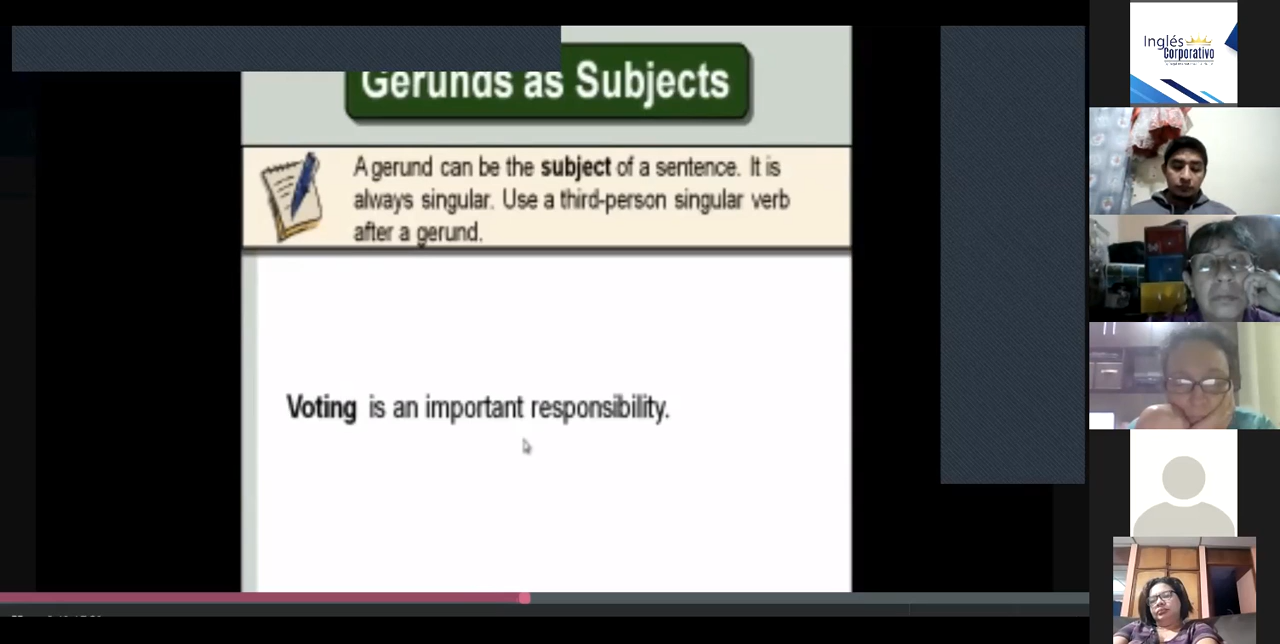 Gerunds as Subjects
A gerund can be the subject of a sentence. It is
always singular. Use a third-person singular verb
after a gerund.
Voting is an important responsibility.
Inglés
Corporativo